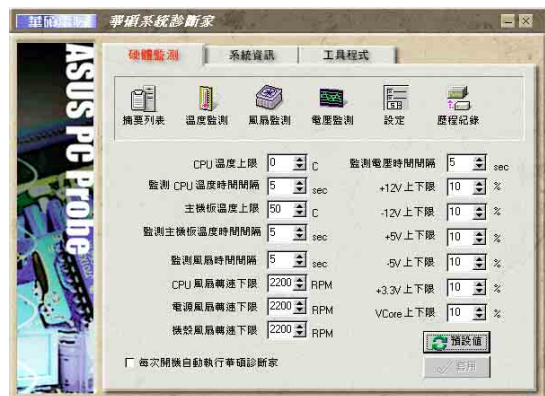 華碩系統診斷家
ASUS PC Probe
硬體監測
系統資訊
工具程式
摘要列表
溫度監測
風扇監測
電壓監測
設定
歷程紀錄
CPU 溫度上限 0 C
監測 CPU 溫度時間間隔 5 sec
主機板溫度上限 50 C
監測主機板溫度時間間隔 5 sec
監測風扇時間間隔 5 sec
CPU 風扇轉速下限 2200 RPM
電源風扇轉速下限 2200 RPM
機殼風扇轉速下限 2200 RPM
監測電壓時間間隔 5 sec
+12V 上下限 10 %
-12V 上下限 10 %
+5V 上下限 10 %
-5V 上下限 10 %
+3.3V 上下限 10 %
VCore 上下限 10 %
每次開機自動執行華碩診斷家
預設值
套用